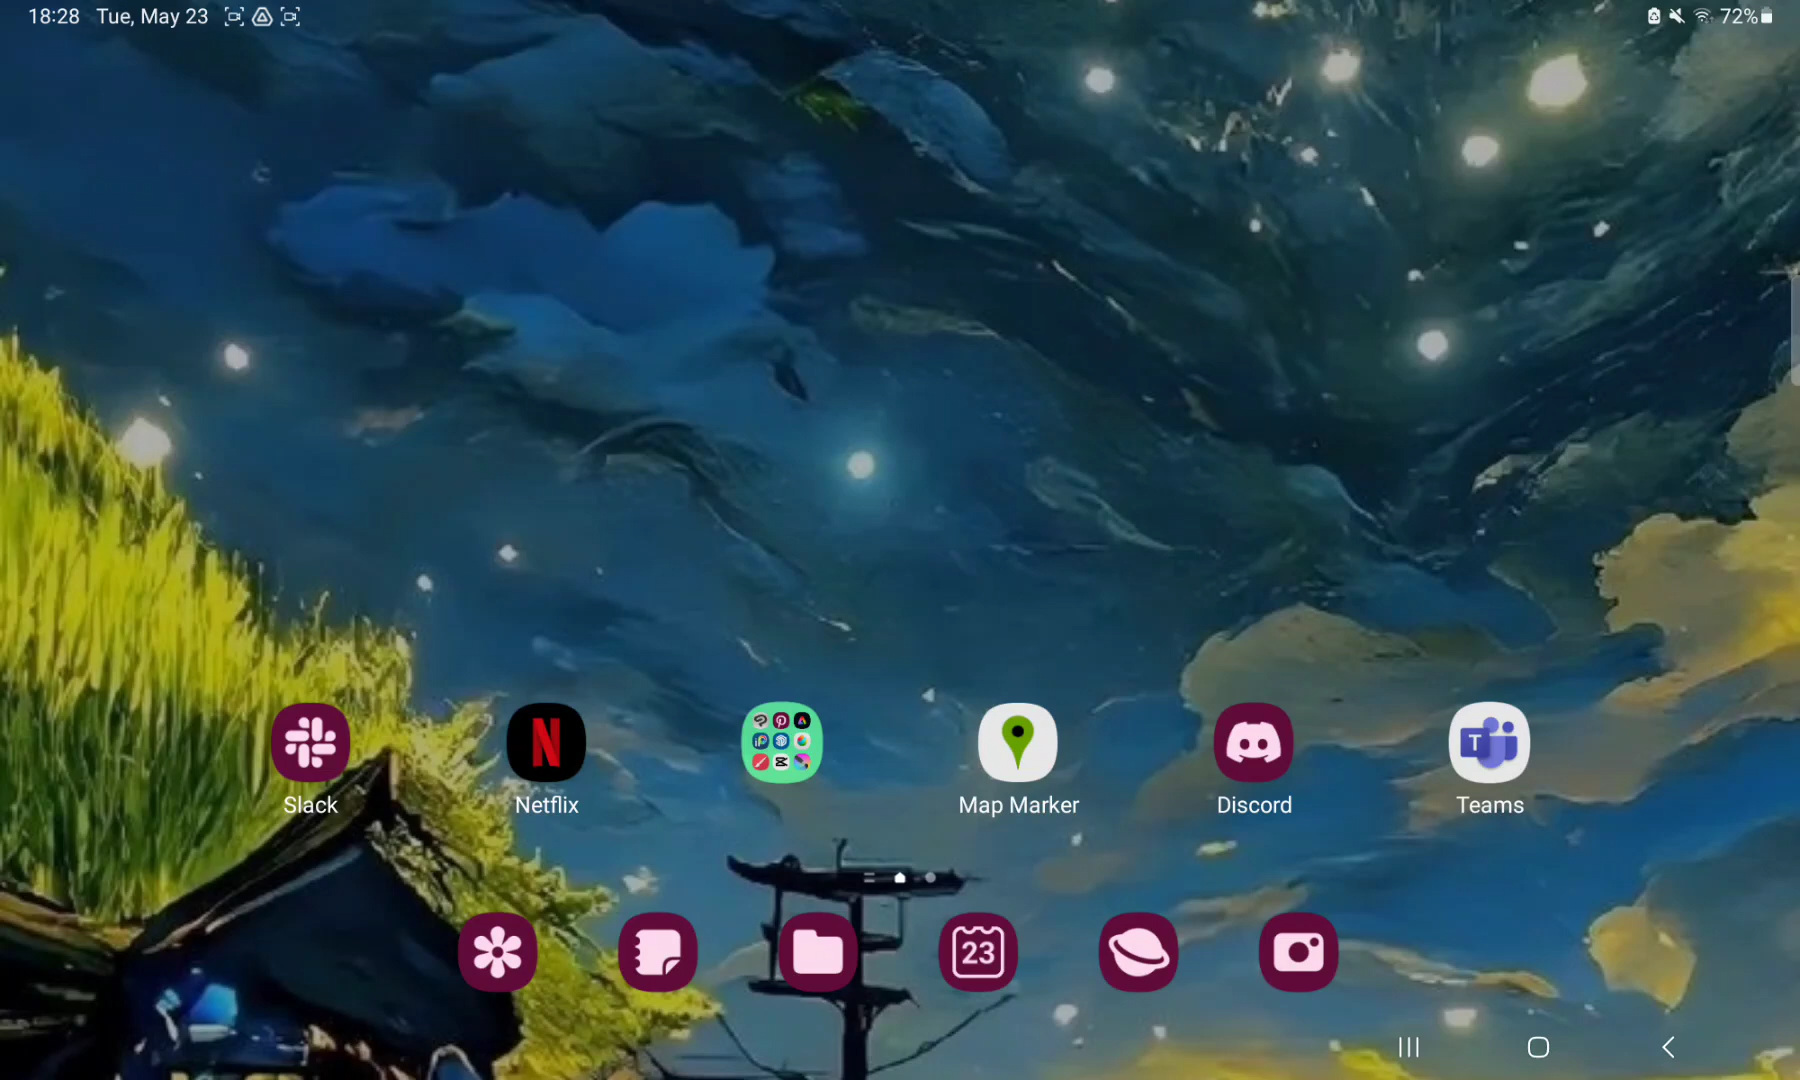 18:28 Tue, May 23 72%
N T
Slack Netflix Map Marker Discord Teams
23